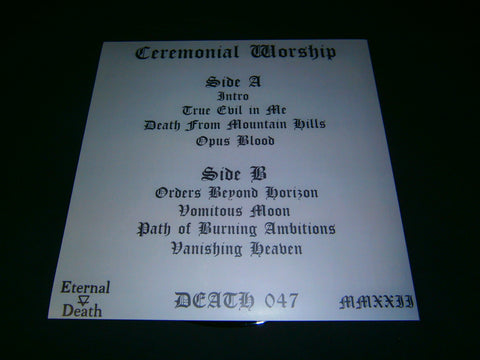 Ceremonial Worship
Side A
Intro
True Evil in Me
Death From Mountain Hills
Opus Blood
Side B
Orders Beyond Horizon
Vomitous Moon
Path of Burning Ambitions
Vanishing Heaven
Eternal
Death
DEATH 047
MMXXII